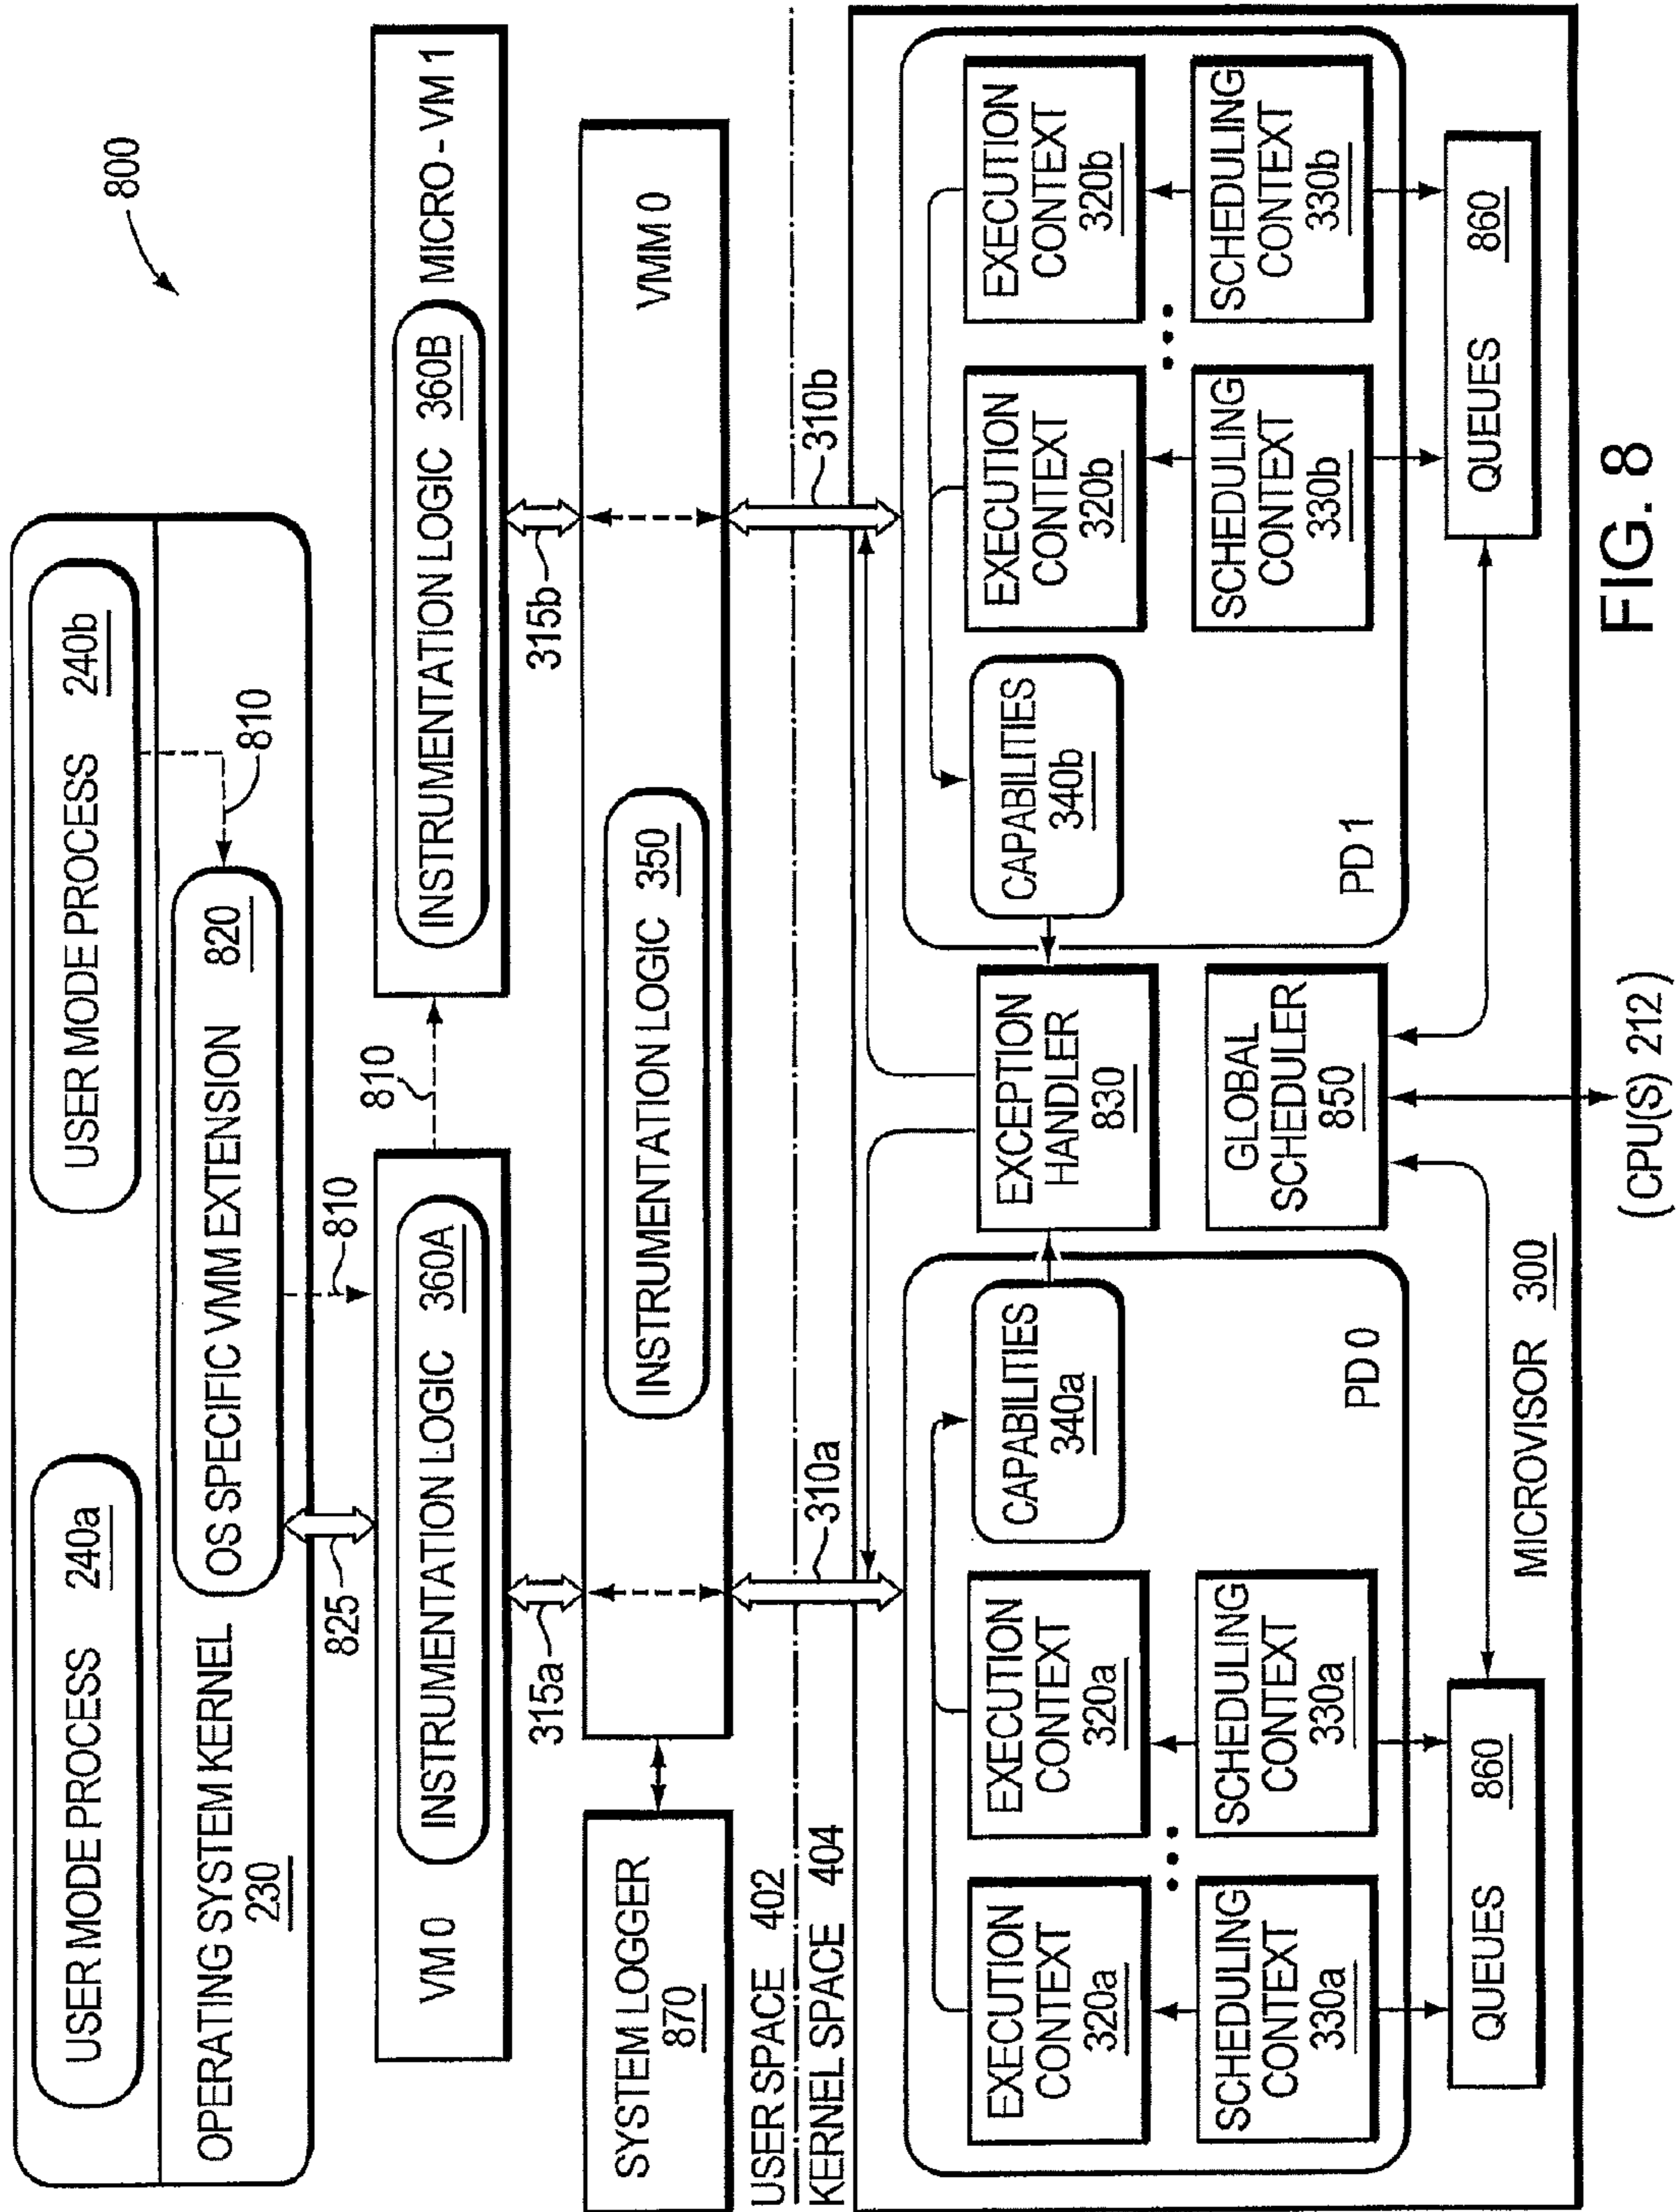 800
USER MODE PROCESS 240a
USER MODE PROCESS 240b
OPERATING SYSTEM KERNEL
230
OS SPECIFIC VMM EXTENSION 820
810
825
810
VM 0
INSTRUMENTATION LOGIC 360A
810
INSTRUMENTATION LOGIC 360B
MICRO - VM 1
315a
315b
SYSTEM LOGGER
870
INSTRUMENTATION LOGIC 350
VMM 0
USER SPACE 402
KERNEL SPACE 404
310a
310b
EXECUTION
CONTEXT
320a
EXECUTION
CONTEXT
320a
CAPABILITIES
340a
EXCEPTION
HANDLER
830
CAPABILITIES
340b
EXECUTION
CONTEXT
320b
EXECUTION
CONTEXT
320b
SCHEDULING
CONTEXT
330a
SCHEDULING
CONTEXT
330a
PD 0
GLOBAL
SCHEDULER
850
PD 1
SCHEDULING
CONTEXT
330b
SCHEDULING
CONTEXT
330b
QUEUES 860
QUEUES 860
MICROVISOR 300
(CPU(S) 212)
FIG. 8